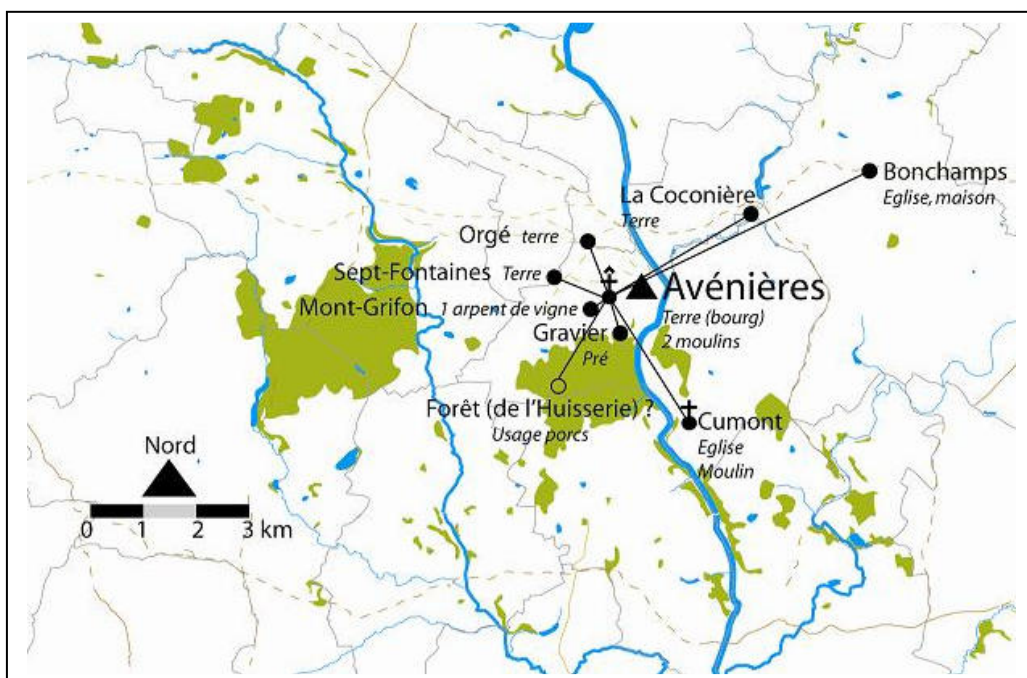 Bonchamps
Eglise, maison
La Coconière
Terre
Orgé terre
Sept-Fontaines Terre
Avénières
Terre (bourg)
2 moulins
Mont-Grifon 1 arpent de vigne
Gravier
Pré
Forêt (de l'Huisserie) ?
Usage porcs
Cumont
Eglise
Moulin
Nord
0 1 2 3 km